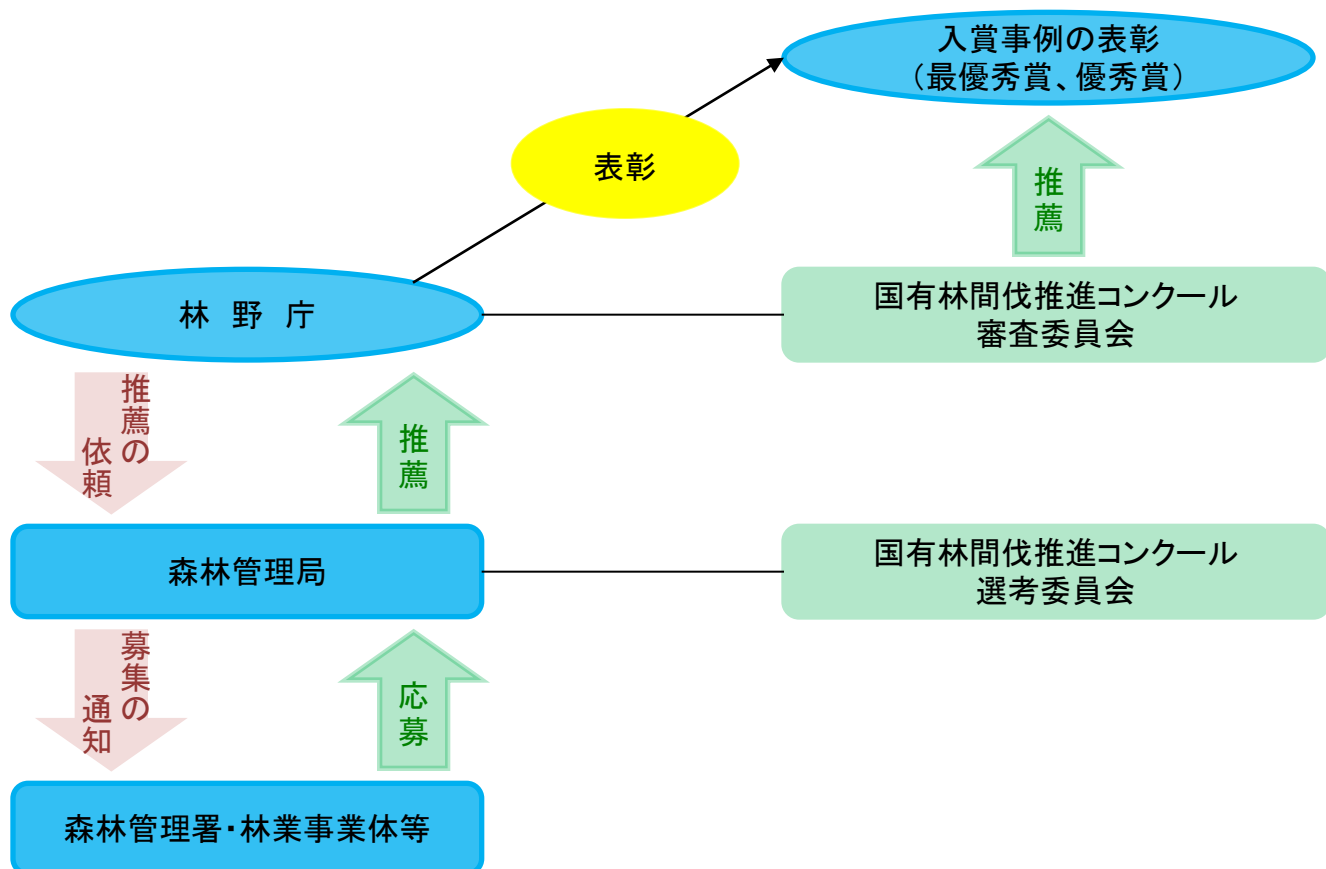 入賞事例の表彰
（最優秀賞、優秀賞）
表彰
推薦
林 野 庁
国有林間伐推進コンクール
審査委員会
推薦の
依頼
推薦
森林管理局
国有林間伐推進コンクール
選考委員会
募集の
通知
応募
森林管理署・林業事業体等